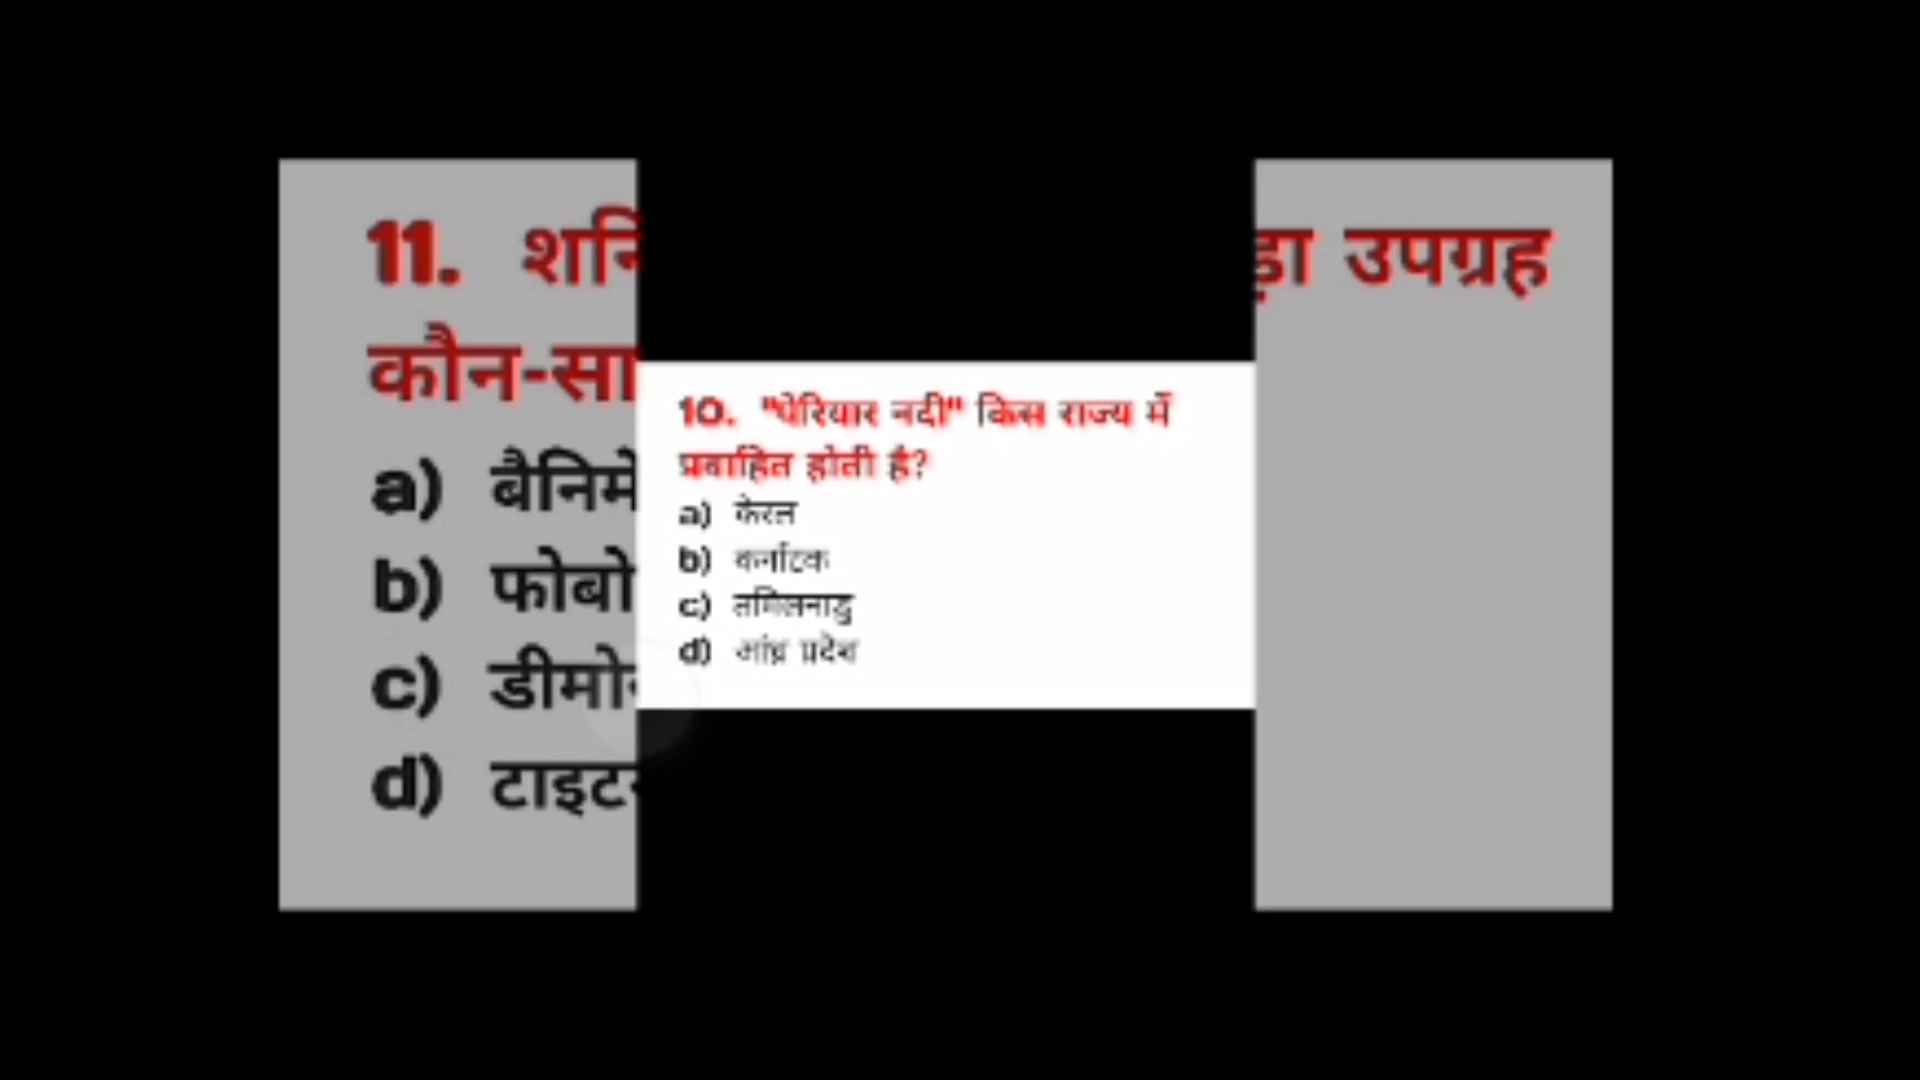 11. शनि
ड़ा उपग्रह
कौन-सा
a) बैनिमे
b) फोबो
c) डीमो
d) टाइट
10. "पेरियार नदी" किस राज्य में
प्रवाहित होती है?
a) केरल
b) कर्नाटक
c) तमिलनाडु
d) आंध्र प्रदेश